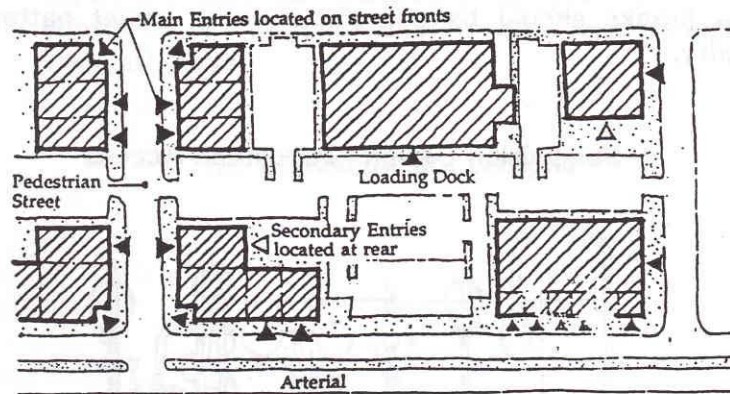 Main Entries located on street fronts
Loading Dock
Pedestrian
Street
Secondary Entries
located at rear
Arterial